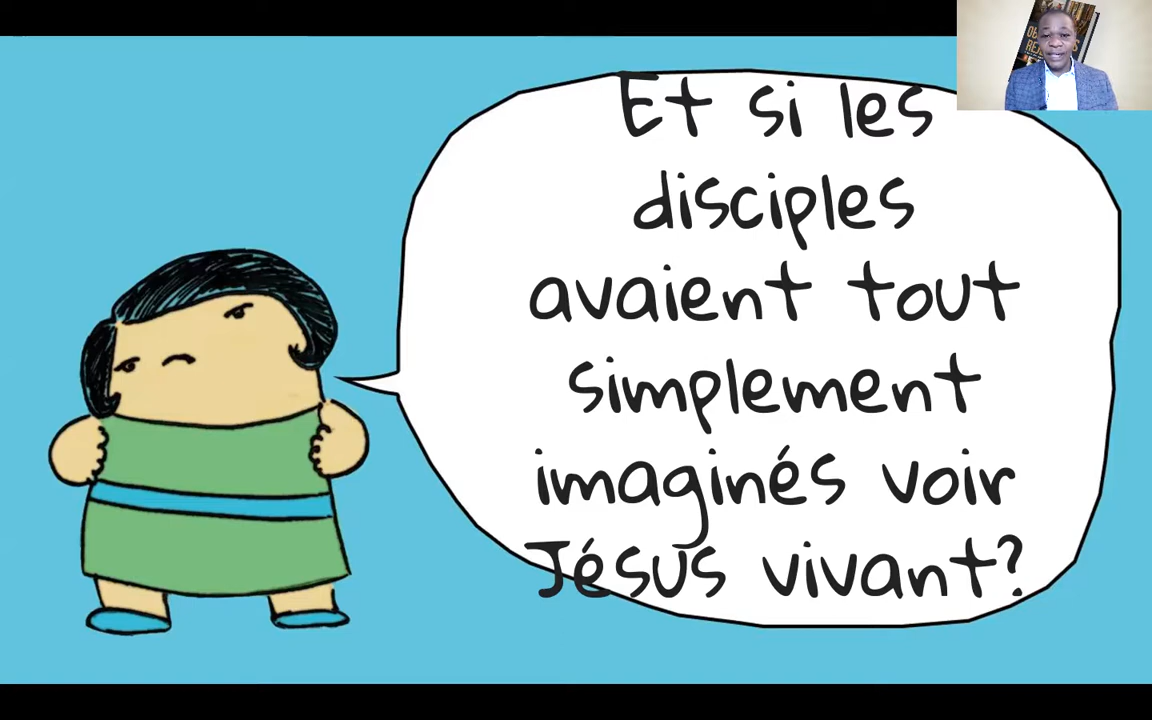 Et si les
disciples
avaient tout
simplement
imaginés voir
Jésus vivant?